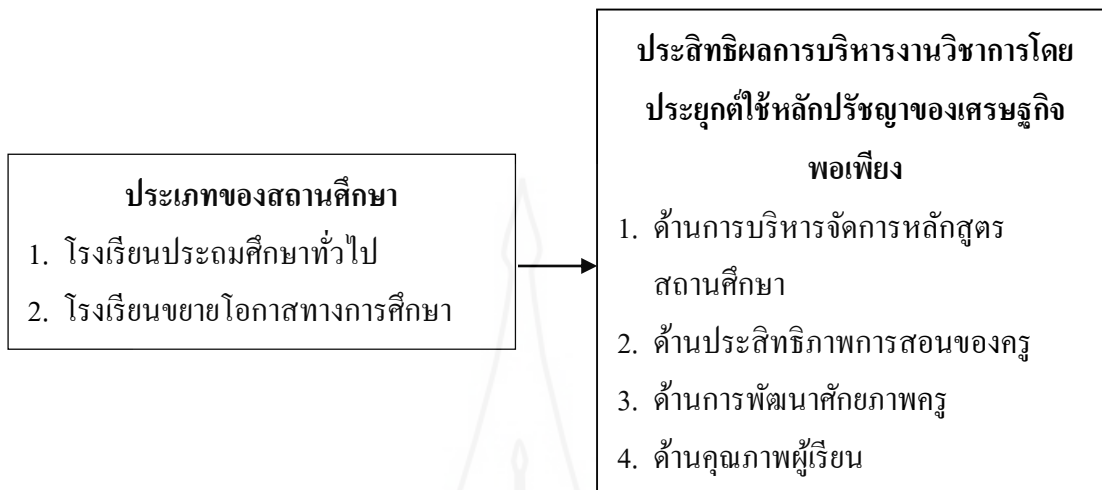 ประเภทของสถานศึกษา
1. โรงเรียนประถมศึกษาทั่วไป
2. โรงเรียนขยายโอกาสทางการศึกษา
ประสิทธิผลการบริหารงานวิชาการโดย
ประยุกต์ใช้หลักปรัชญาของเศรษฐกิจ
พอเพียง
1. ด้านการบริหารจัดการหลักสูตร
สถานศึกษา
2. ด้านประสิทธิภาพการสอนของครู
3. ด้านการพัฒนาศักยภาพครู
4. ด้านคุณภาพผู้เรียน